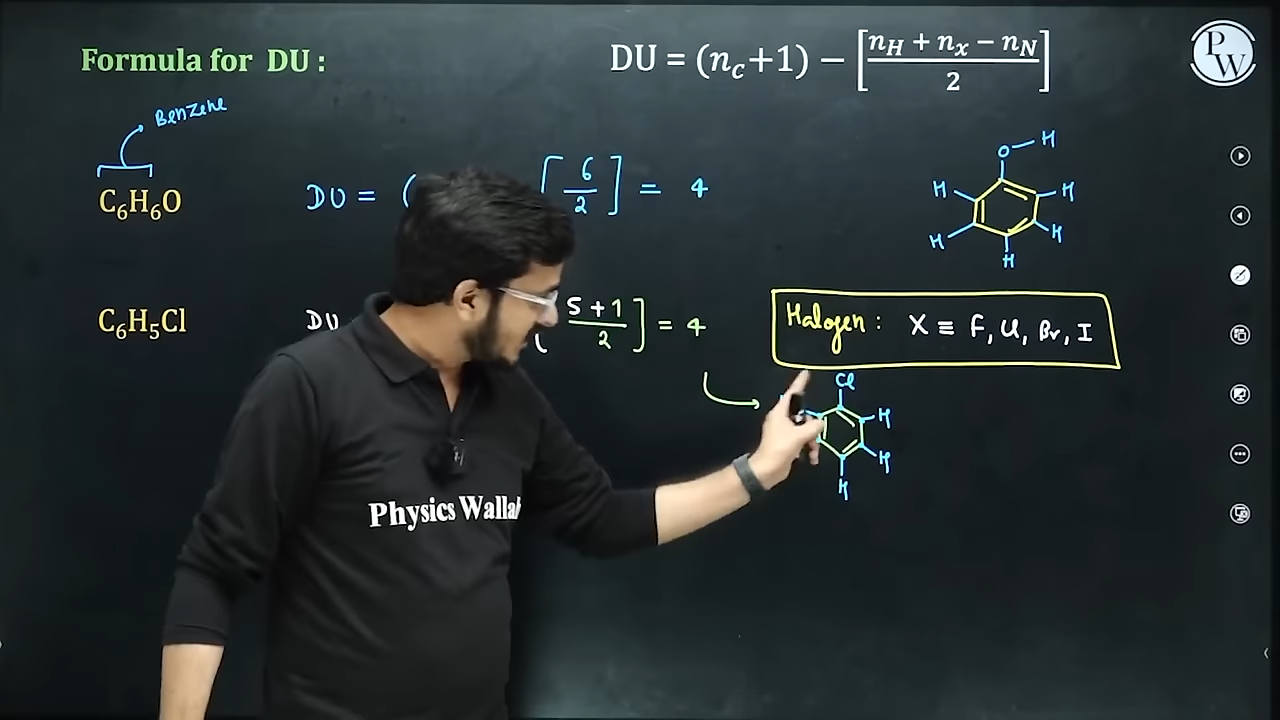 Formula for DU :
DU = (n_c+1) − [n_H + n_x − n_N / 2]
PW
Benzene
C₆H₆O
DU = ( [6/2] = 4
O H
H H
H H
H
C₆H₅Cl
DU 5 + 1 / 2] = 4
Halogen : X ≡ F, Cl, Br, I
Cl
H
H
H
Physics Wallah